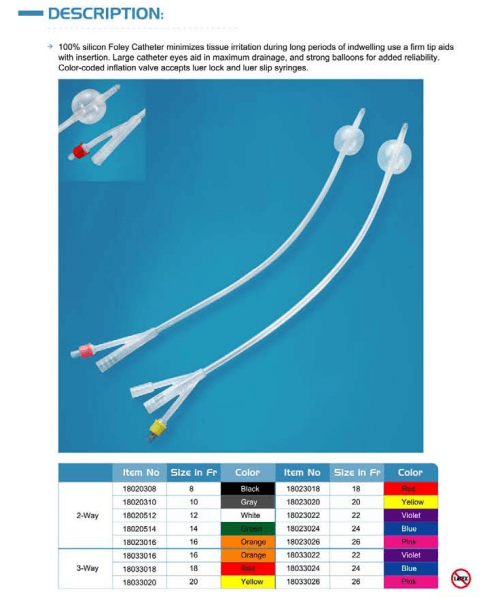 DESCRIPTION:
100% silicon Foley Catheter minimizes tissue irritation during long periods of indwelling use a firm tip aids
with insertion. Large catheter eyes aid in maximum drainage, and strong balloons for added reliability.
Color-coded inflation valve accepts luer lock and luer slip syringes.
Item No Size In Fr Color Item No Size In Fr Color
18020308 8 Black 18023018 18 Red
18020310 10 Gray 18023020 20 Yellow
2-Way 18020512 12 White 18023022 22 Violet
18020514 14 Green 18023024 24 Blue
18023016 16 Orange 18023026 26 Pink
18033016 16 Orange 18033022 22 Violet
3-Way 18033018 18 Red 18033024 24 Blue
18033020 20 Yellow 18033026 26 Pink
LATEX